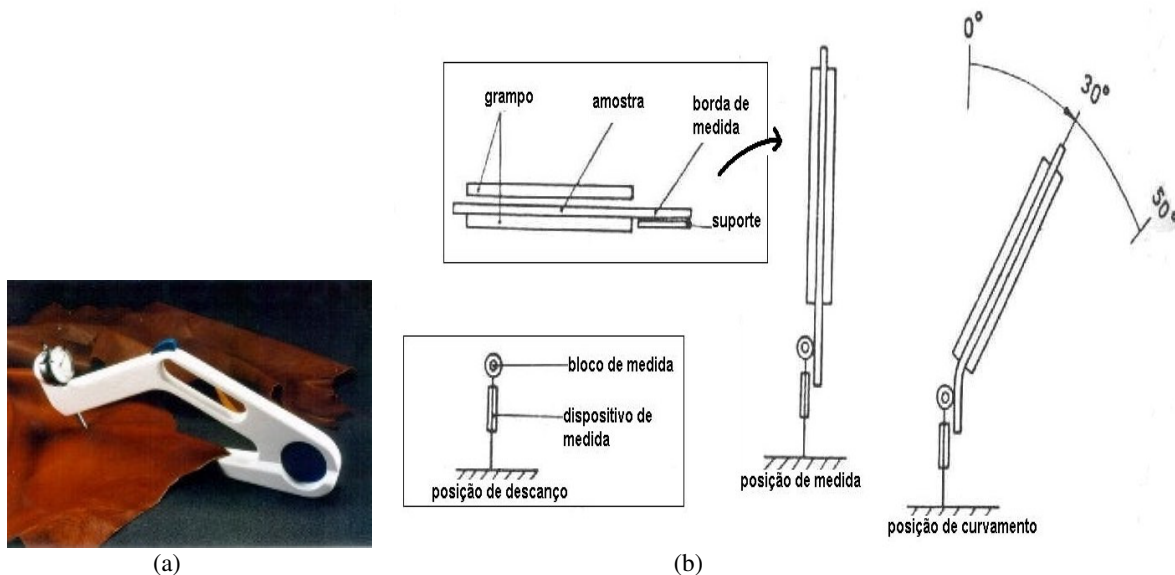 0°
30°
50°
grampo
amostra
borda de
medida
suporte
bloco de medida
dispositivo de
medida
posição de descanço
posição de medida
posição de curvamento
(a)
(b)